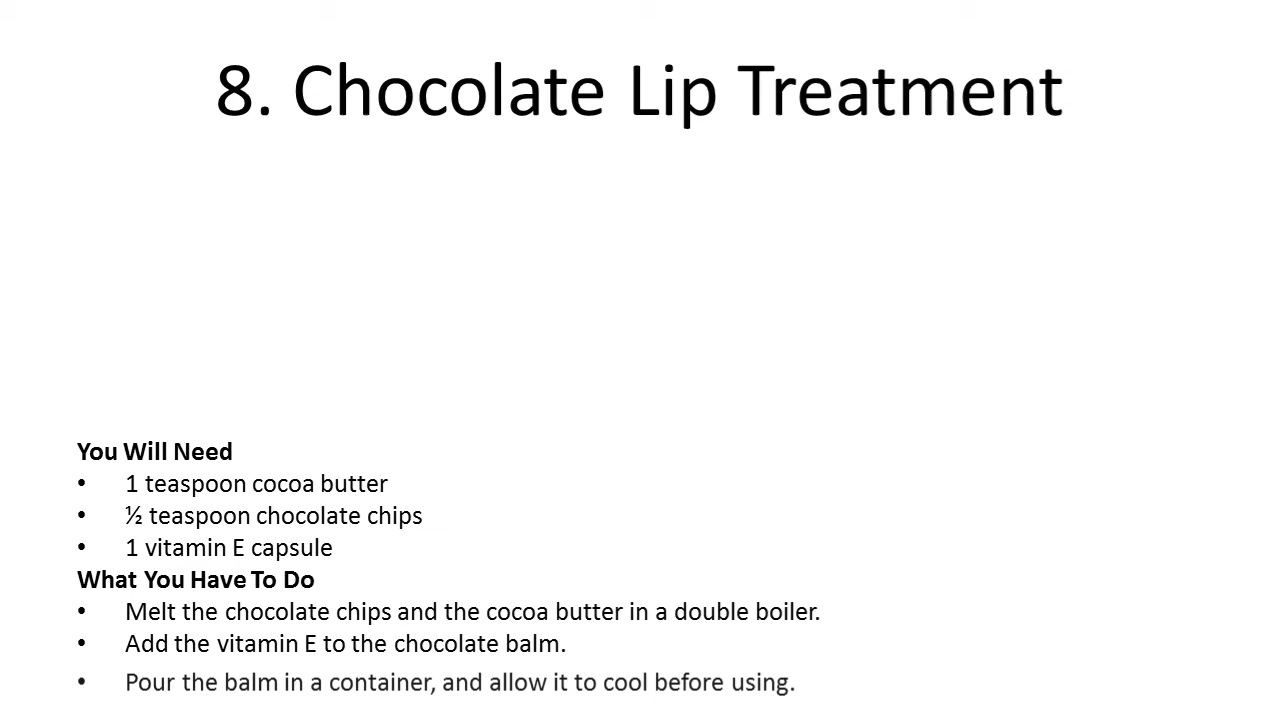 8. Chocolate Lip Treatment
You Will Need
• 1 teaspoon cocoa butter
• ½ teaspoon chocolate chips
• 1 vitamin E capsule
What You Have To Do
• Melt the chocolate chips and the cocoa butter in a double boiler.
• Add the vitamin E to the chocolate balm.
• Pour the balm in a container, and allow it to cool before using.